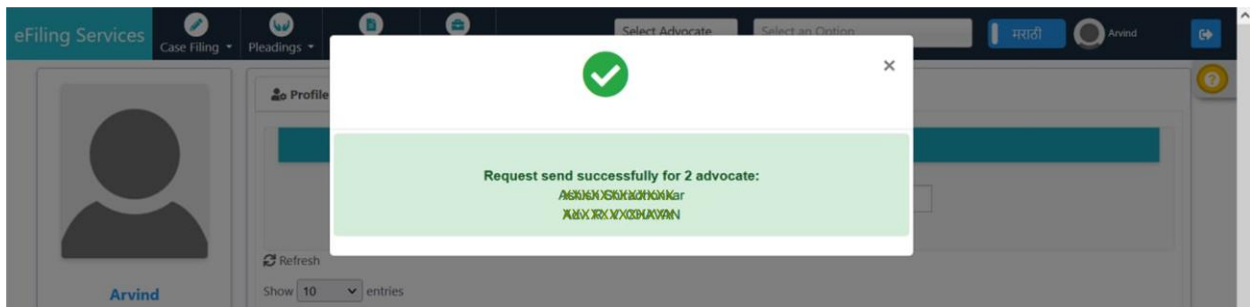 eFiling Services
Case Filing
Pleadings
Select Advocate
Select an Option
मराठी
Arvind
Profile
Request send successfully for 2 advocate:
Refresh
Show 10 entries
Arvind